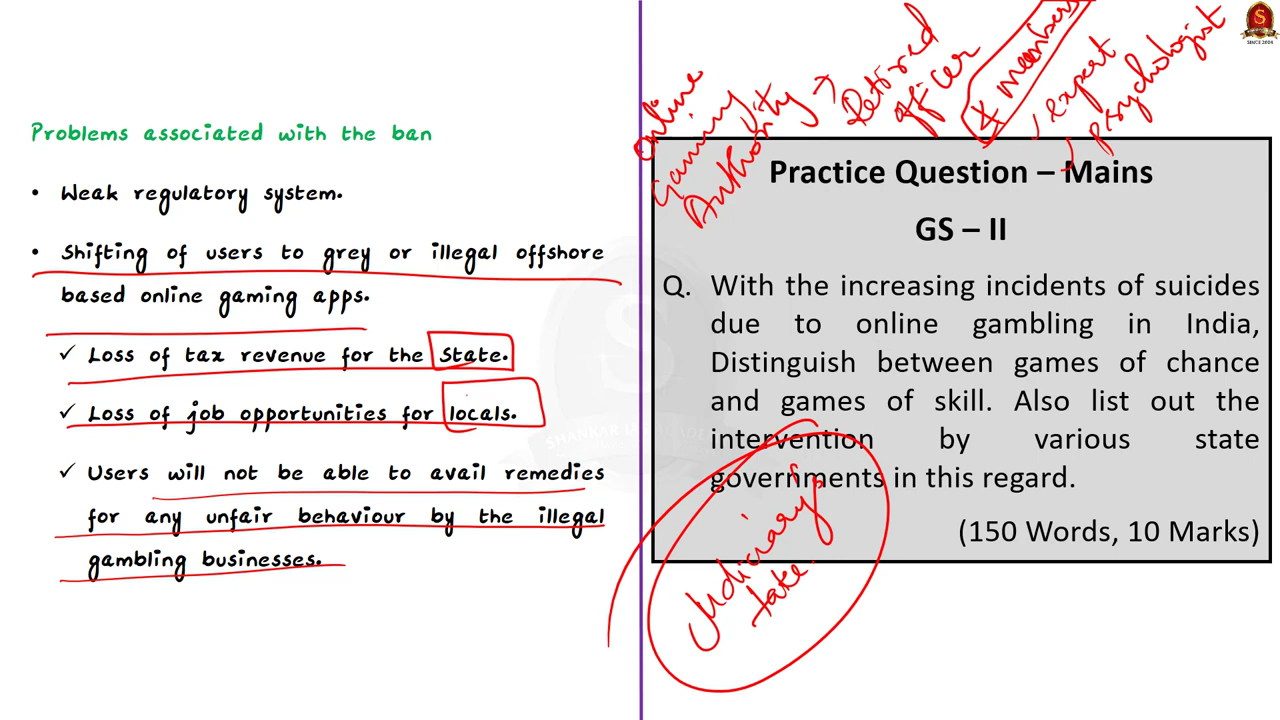 Problems associated with the ban
• Weak regulatory system.
• Shifting of users to grey or illegal offshore
based online gaming apps.
✓ Loss of tax revenue for the State.
✓ Loss of job opportunities for locals.
✓ Users will not be able to avail remedies
for any unfair behaviour by the illegal
gambling businesses.
Online
Gaming
Authority → Retired
officer
4 members
expert
psychologist
SINCE 2004
Practice Question – Mains
GS – II
Q. With the increasing incidents of suicides
due to online gambling in India,
Distinguish between games of chance
and games of skill. Also list out the
intervention by various state
governments in this regard.
(150 Words, 10 Marks)
Judiciary's
take.